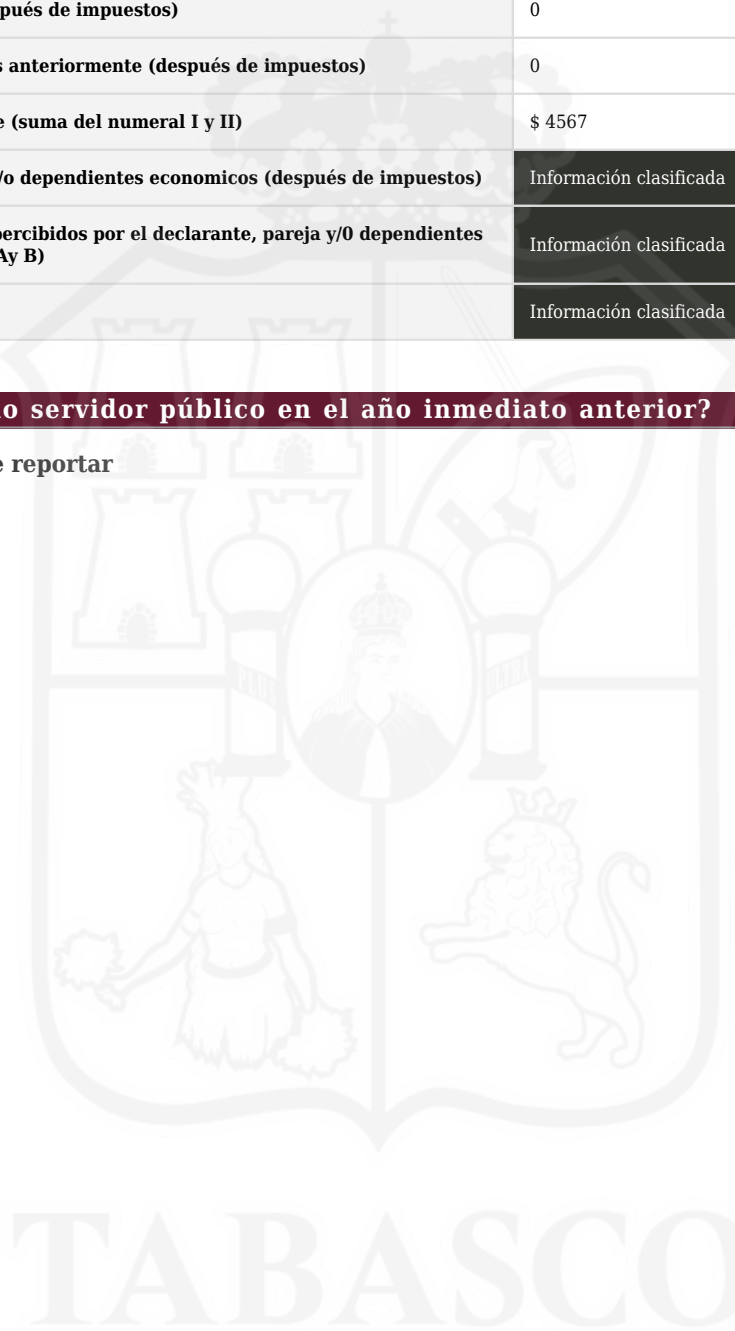 pués de impuestos)
0
s anteriormente (después de impuestos)
0
e (suma del numeral I y II)
$ 4567
/o dependientes economicos (después de impuestos)
Información clasificada
percibidos por el declarante, pareja y/0 dependientes
Ay B)
Información clasificada
Información clasificada
o servidor público en el año inmediato anterior?
e reportar
PLUS
ULTRA
TABASCO